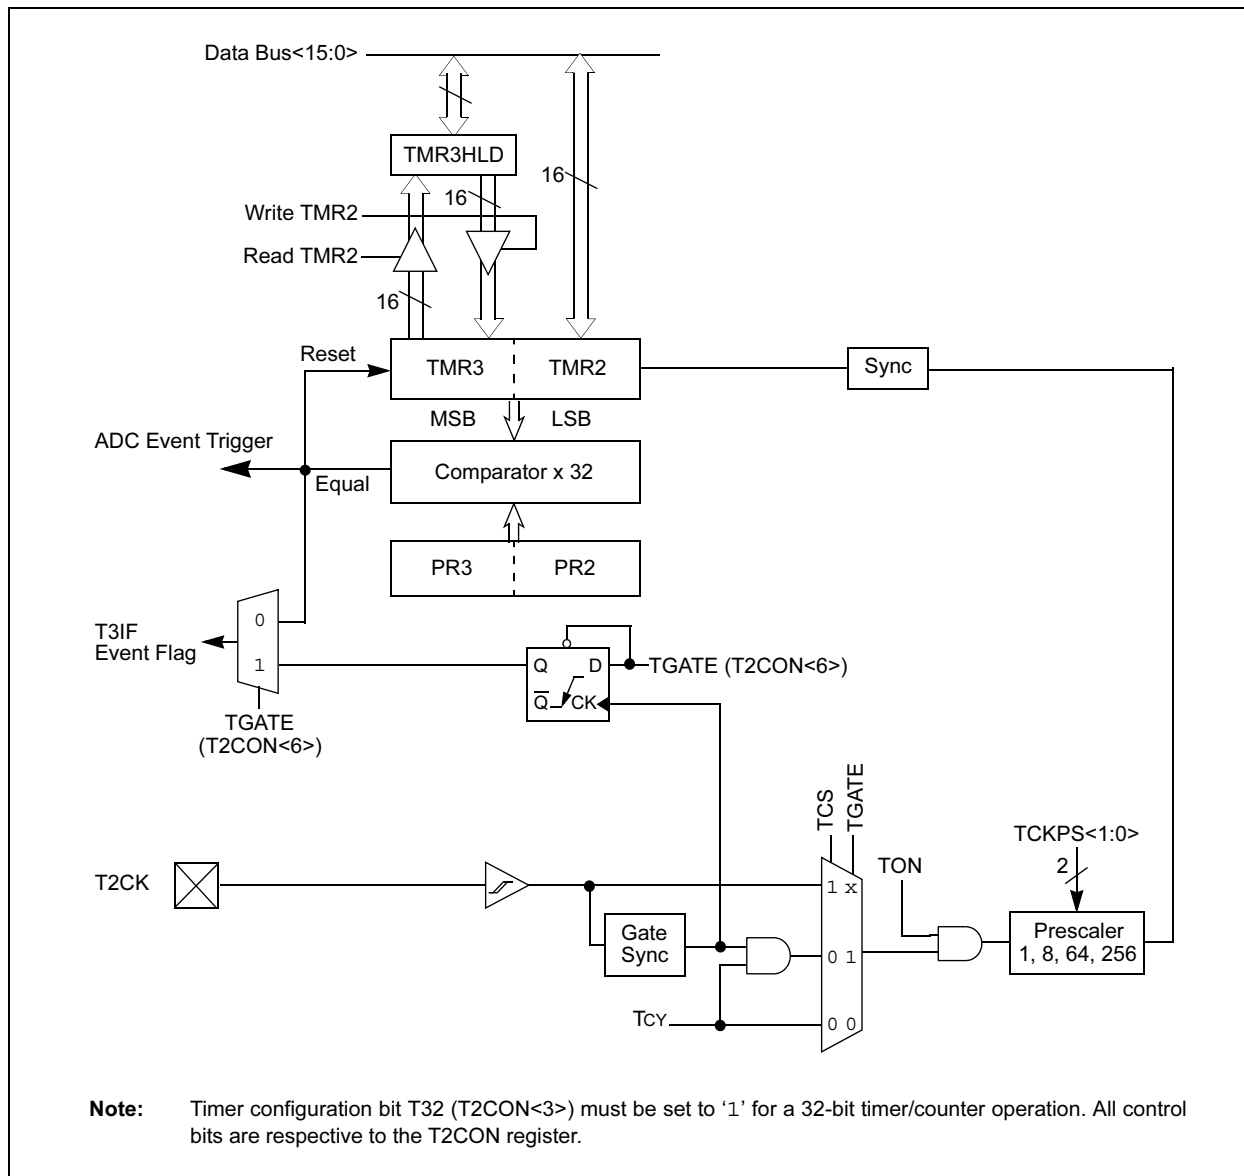 Data Bus<15:0>
TMR3HLD
16
16
Write TMR2
Read TMR2
16
Reset
TMR3
TMR2
Sync
MSB
LSB
ADC Event Trigger
Equal
Comparator x 32
PR3
PR2
0
T3IF
Event Flag
1
Q
D
TGATE (T2CON<6>)
Q
CK
TGATE
(T2CON<6>)
TCS
TGATE
TCKPS<1:0>
2
TON
T2CK
1 x
Gate
Sync
Prescaler
1, 8, 64, 256
0 1
TCY
0 0
Note: Timer configuration bit T32 (T2CON<3>) must be set to ‘1’ for a 32-bit timer/counter operation. All control
bits are respective to the T2CON register.